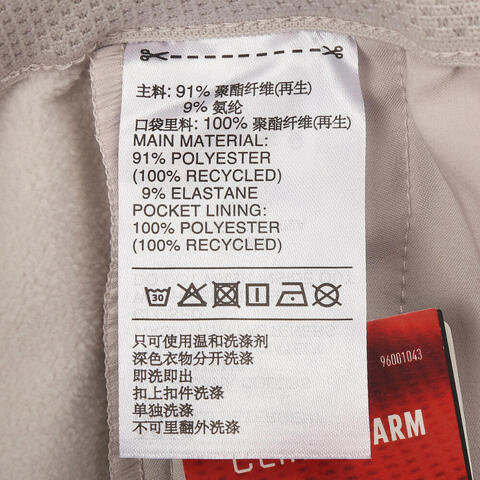 主料: 91% 聚酯纤维(再生)
9% 氨纶
口袋里料: 100% 聚酯纤维(再生)
MAIN MATERIAL:
91% POLYESTER
(100% RECYCLED)
9% ELASTANE
POCKET LINING:
100% POLYESTER
(100% RECYCLED)
30
只可使用温和洗涤剂
深色衣物分开洗涤
即洗即出
扣上扣件洗涤
单独洗涤
不可里翻外洗涤
96001043
ARM